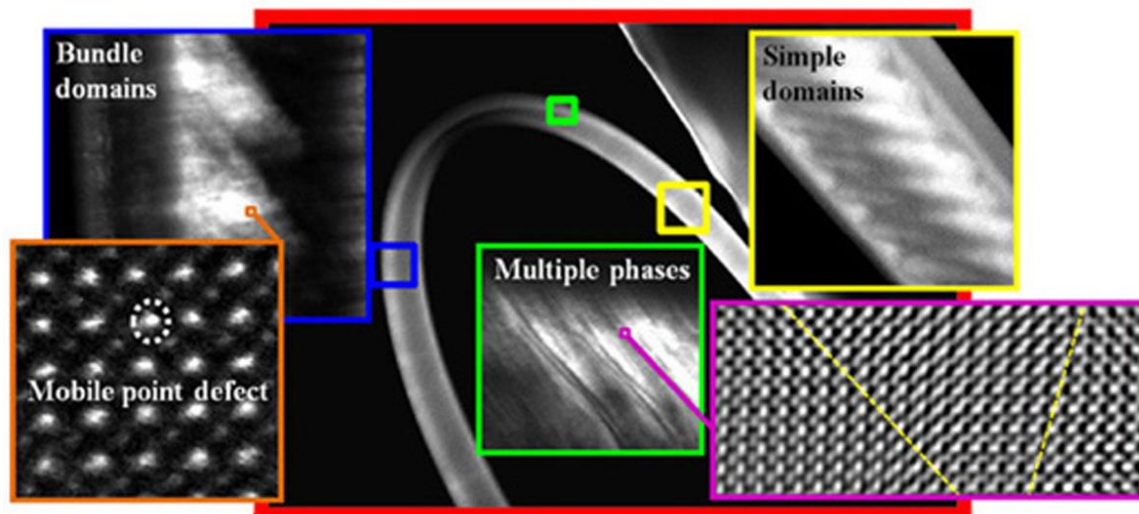 Bundle
domains
Simple
domains
Multiple phases
Mobile point defect